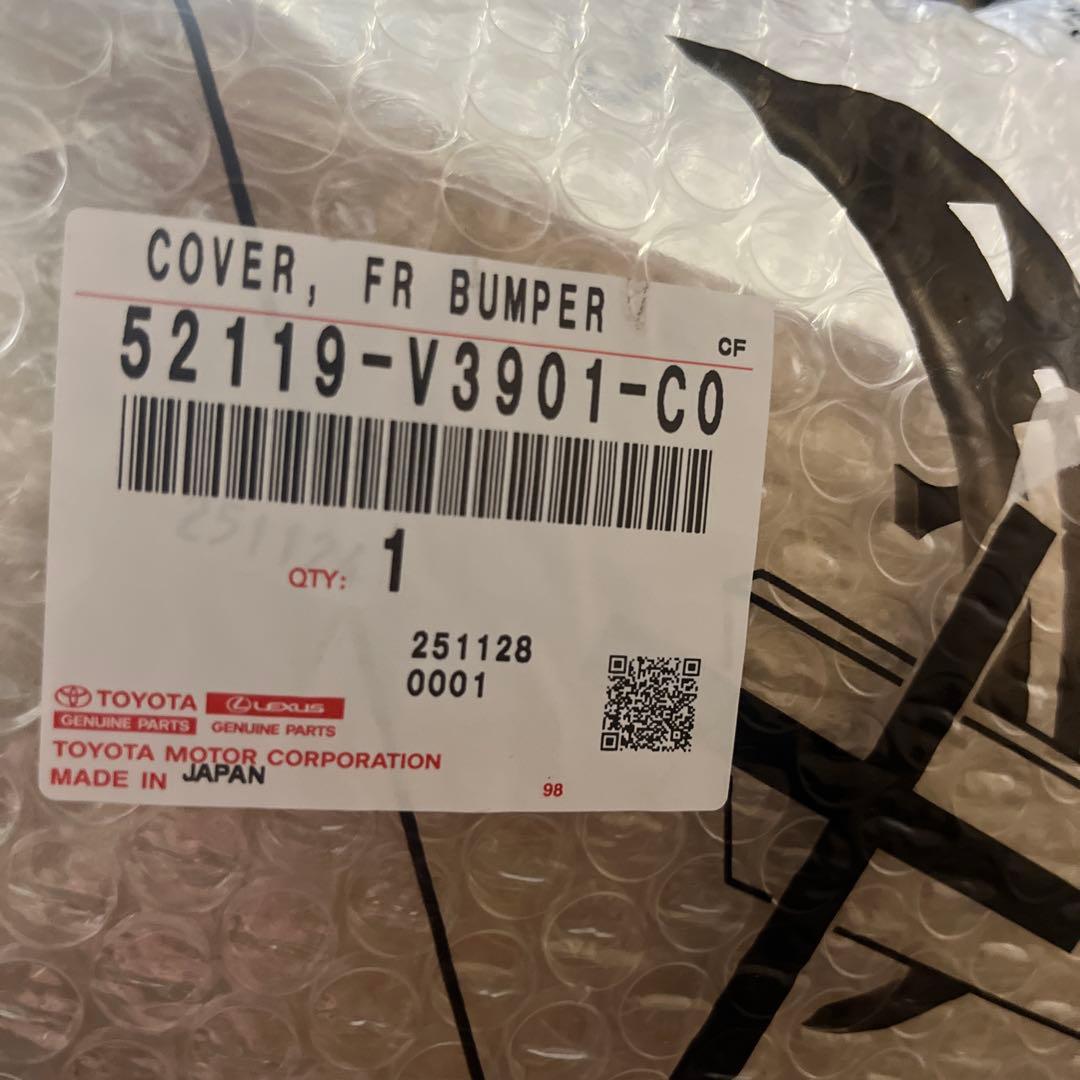 COVER, FR BUMPER
CF
52119-V3901-C0
QTY: 1
251128
0001
TOYOTA LEXUS
GENUINE PARTS GENUINE PARTS
TOYOTA MOTOR CORPORATION
MADE IN JAPAN
98